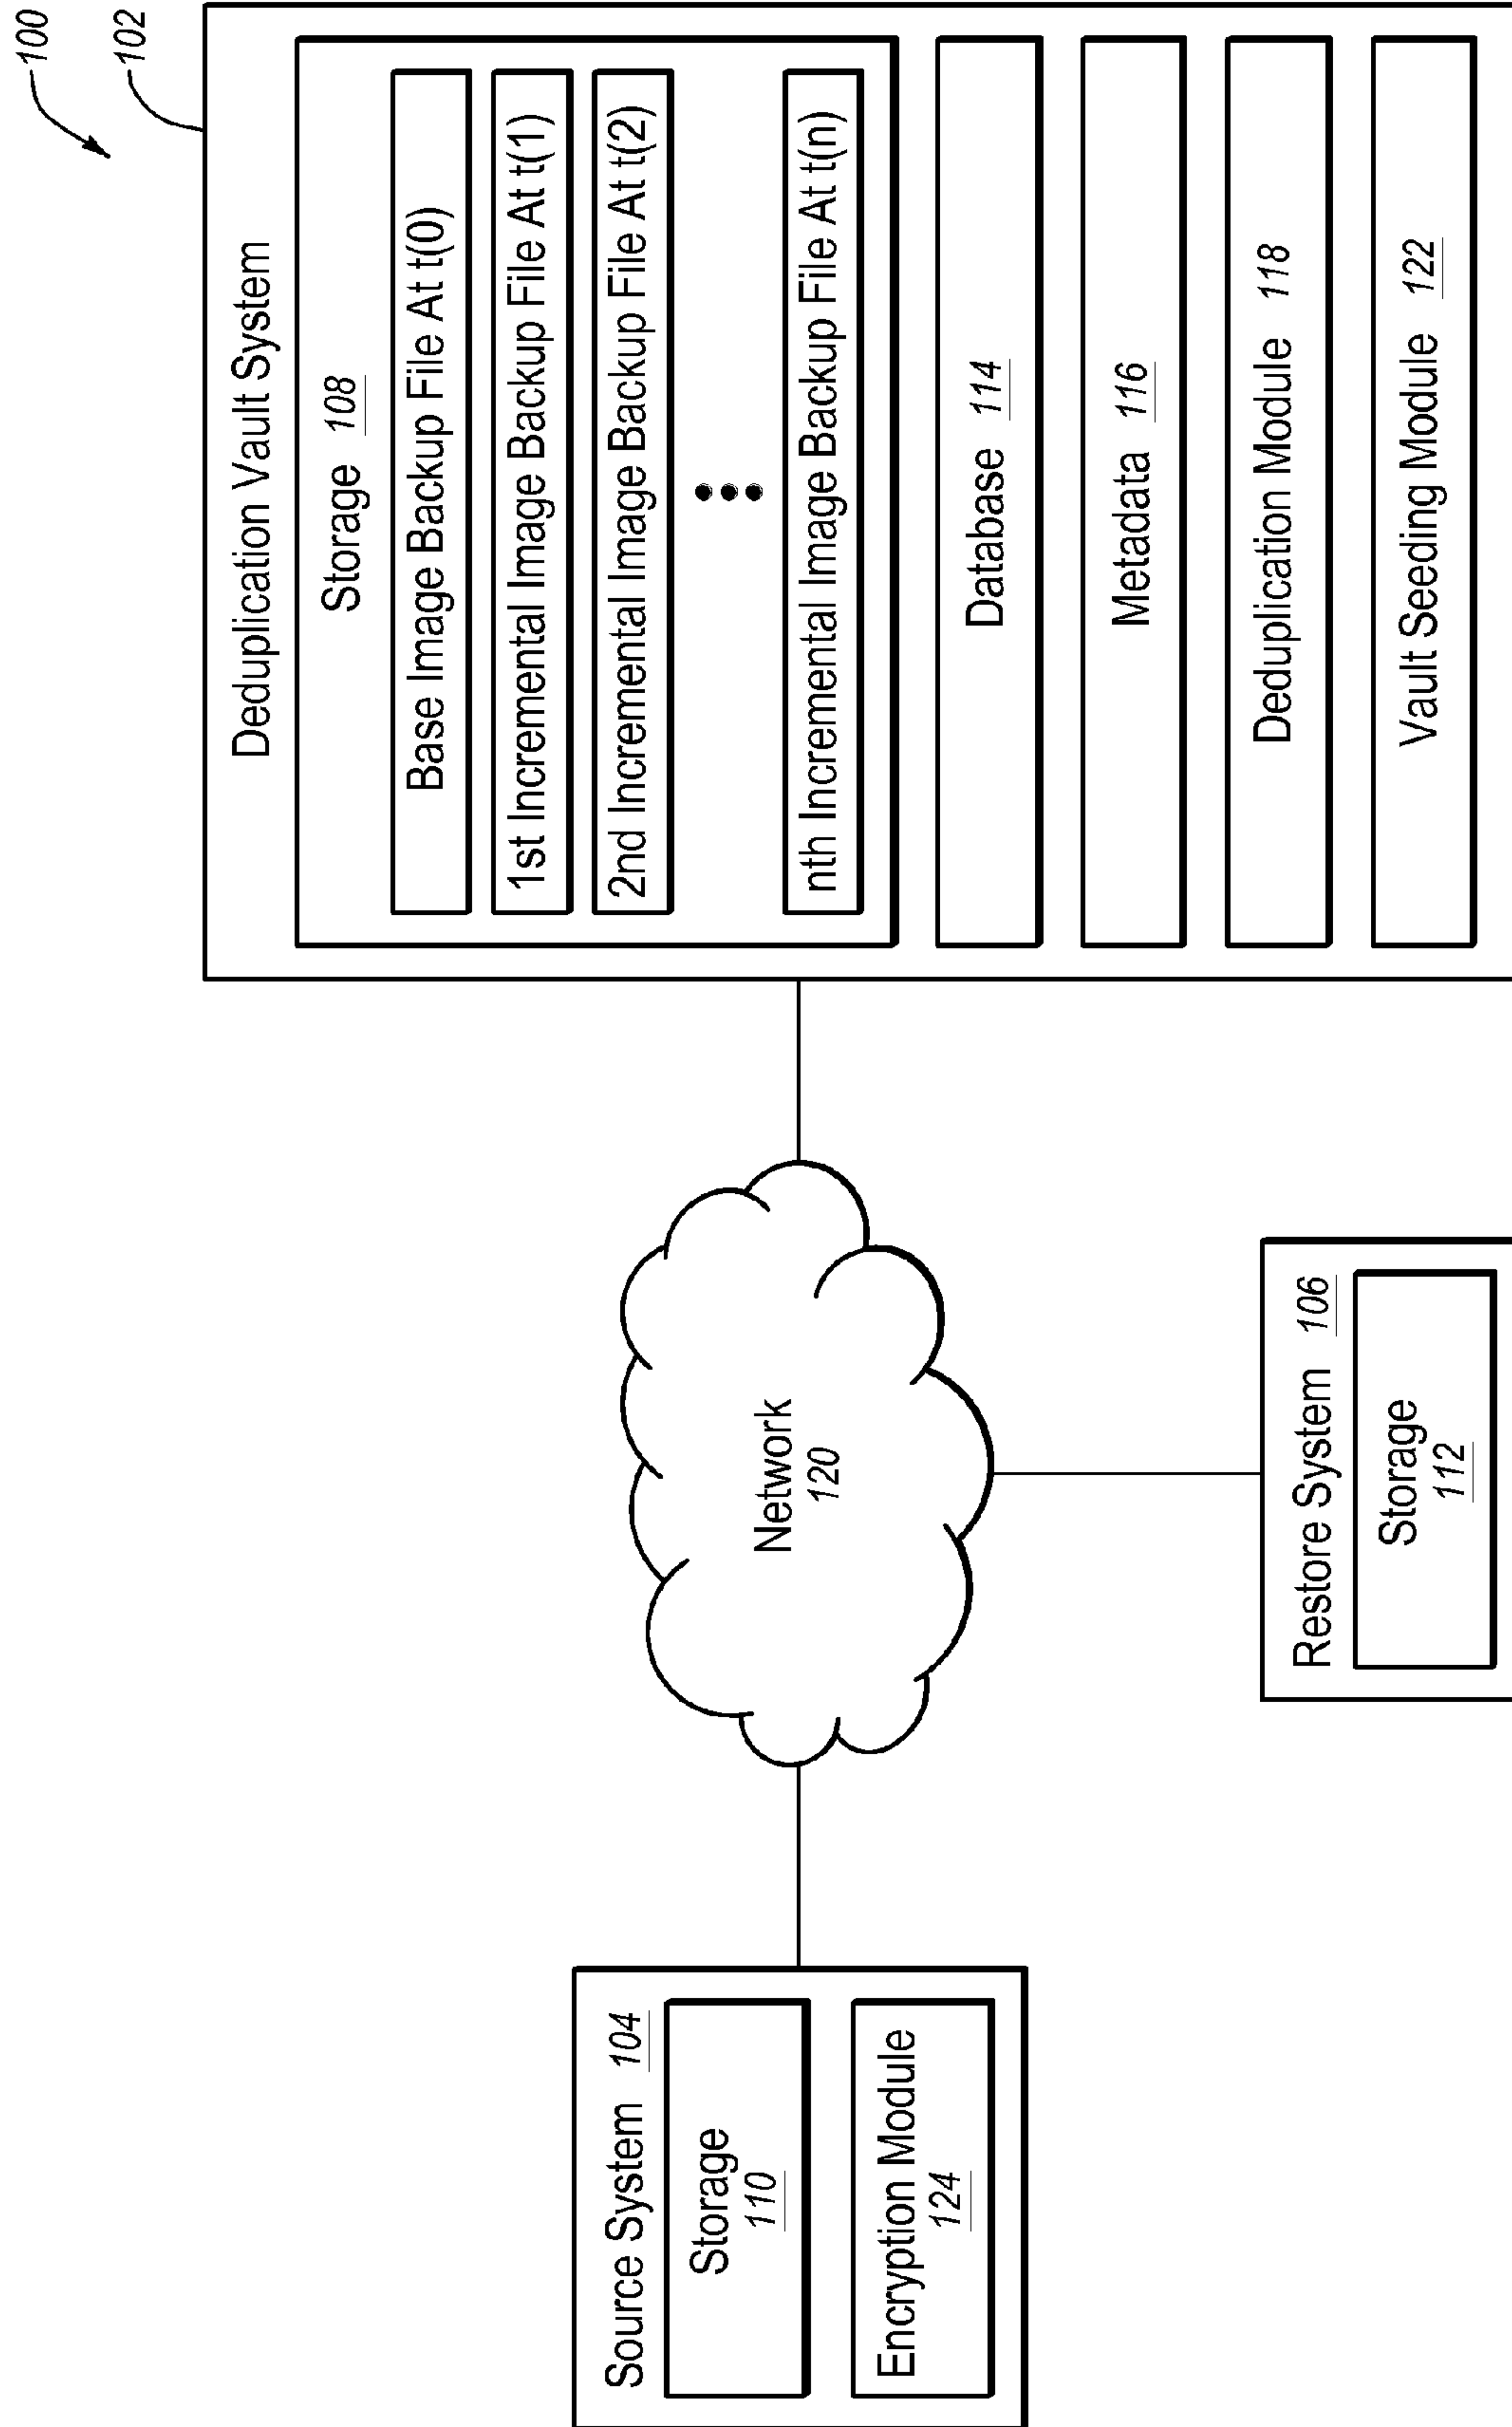 100
102
Deduplication Vault System
Storage 108
Base Image Backup File At t(0)
1st Incremental Image Backup File At t(1)
2nd Incremental Image Backup File At t(2)
nth Incremental Image Backup File At t(n)
Database 114
Metadata 116
Deduplication Module 118
Vault Seeding Module 122
Network
120
Source System 104
Storage
110
Encryption Module
124
Restore System 106
Storage
112